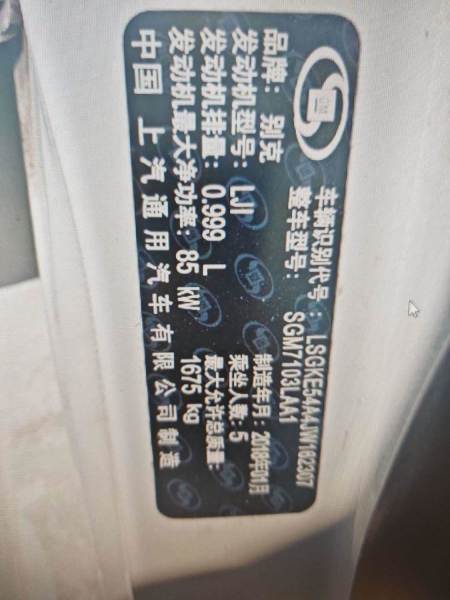 GM
车辆识别代号：LSGKE54A4JW162307
整车型号：SGM7103LAA1
品牌：别克
发动机型号：LJI
制造年月：2018年01月
发动机排量：0.999 L
乘坐人数：5
发动机最大净功率：85 kW
最大允许总质量：
1675 kg
中国 上汽通用汽车有限公司制造